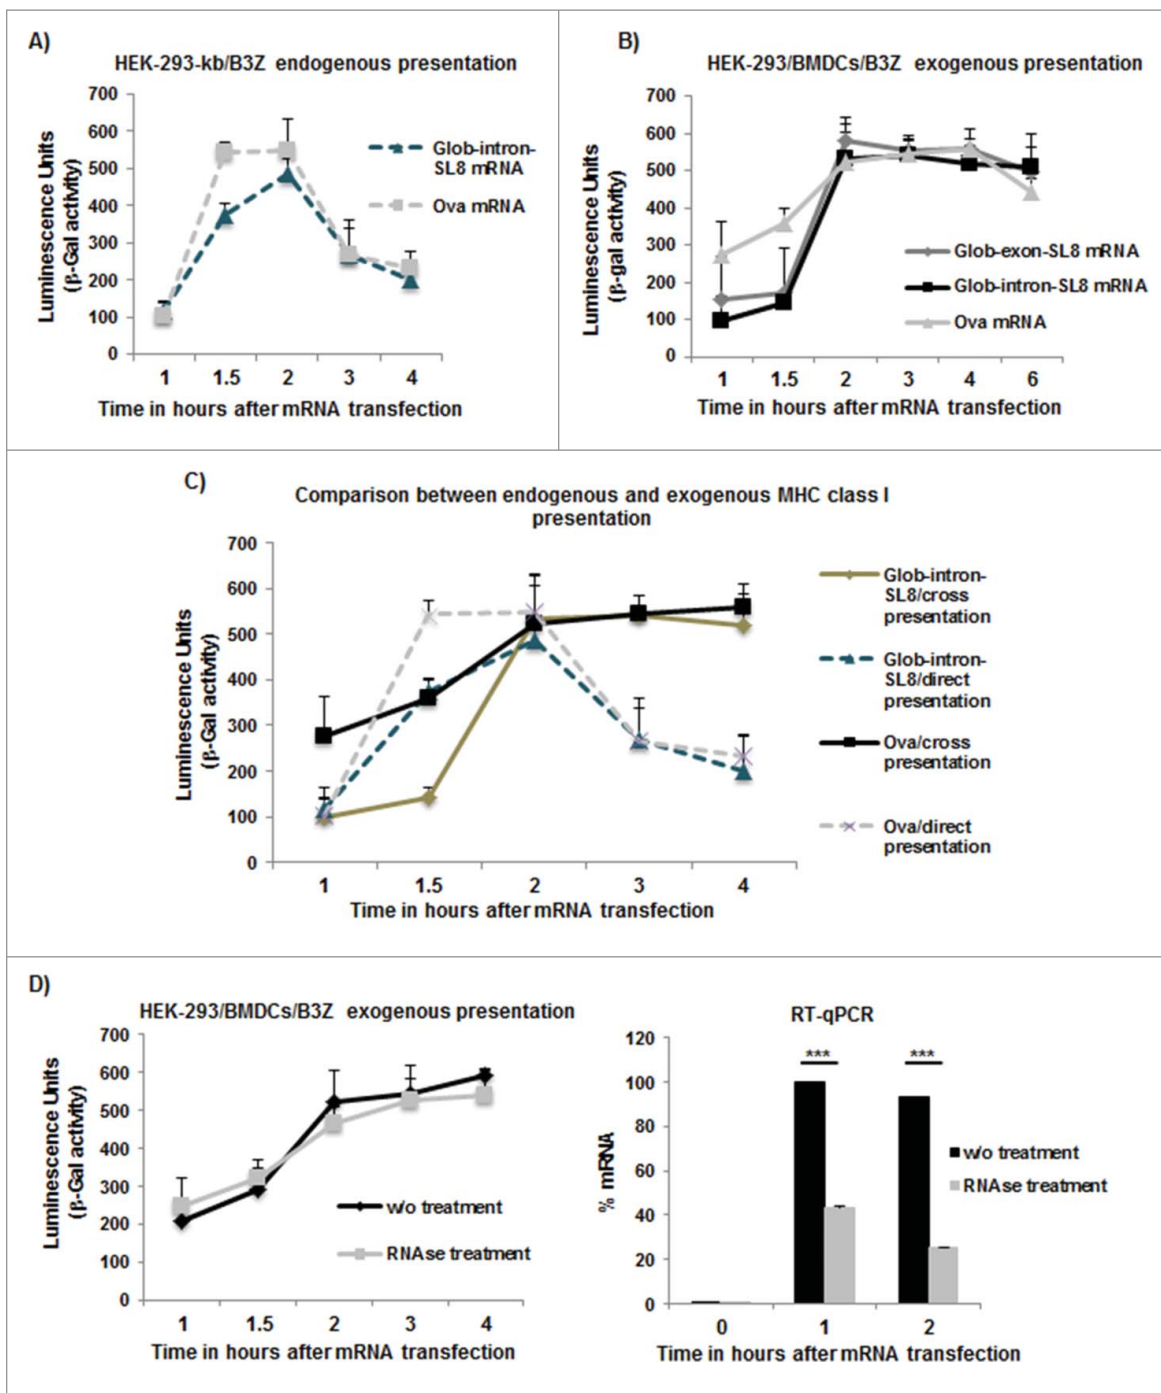 A)
HEK-293-kb/B3Z endogenous presentation
Luminescence Units
(β-Gal activity)
700
600
500
400
300
200
100
0
Glob-intron-
SL8 mRNA
Ova mRNA
1 1.5 2 3 4
Time in hours after mRNA transfection
B)
HEK-293/BMDCs/B3Z exogenous presentation
Luminescence Units
(β-gal activity)
700
600
500
400
300
200
100
0
Glob-exon-SL8 mRNA
Glob-intron-SL8 mRNA
Ova mRNA
1 1.5 2 3 4 6
Time in hours after mRNA transfection
C)
Comparison between endogenous and exogenous MHC class I
presentation
Luminescence Units
(β-Gal activity)
700
600
500
400
300
200
100
0
Glob-intron-
SL8/cross
presentation
Glob-intron-
SL8/direct
presentation
Ova/cross
presentation
Ova/direct
presentation
1 1.5 2 3 4
Time in hours after mRNA transfection
D)
HEK-293/BMDCs/B3Z exogenous presentation
Luminescence Units
(β-Gal activity)
700
600
500
400
300
200
100
0
w/o treatment
RNAse treatment
1 1.5 2 3 4
Time in hours after mRNA transfection
RT-qPCR
% mRNA
120
100
80
60
40
20
0
*** ***
w/o treatment
RNAse treatment
0 1 2
Time in hours after mRNA transfection